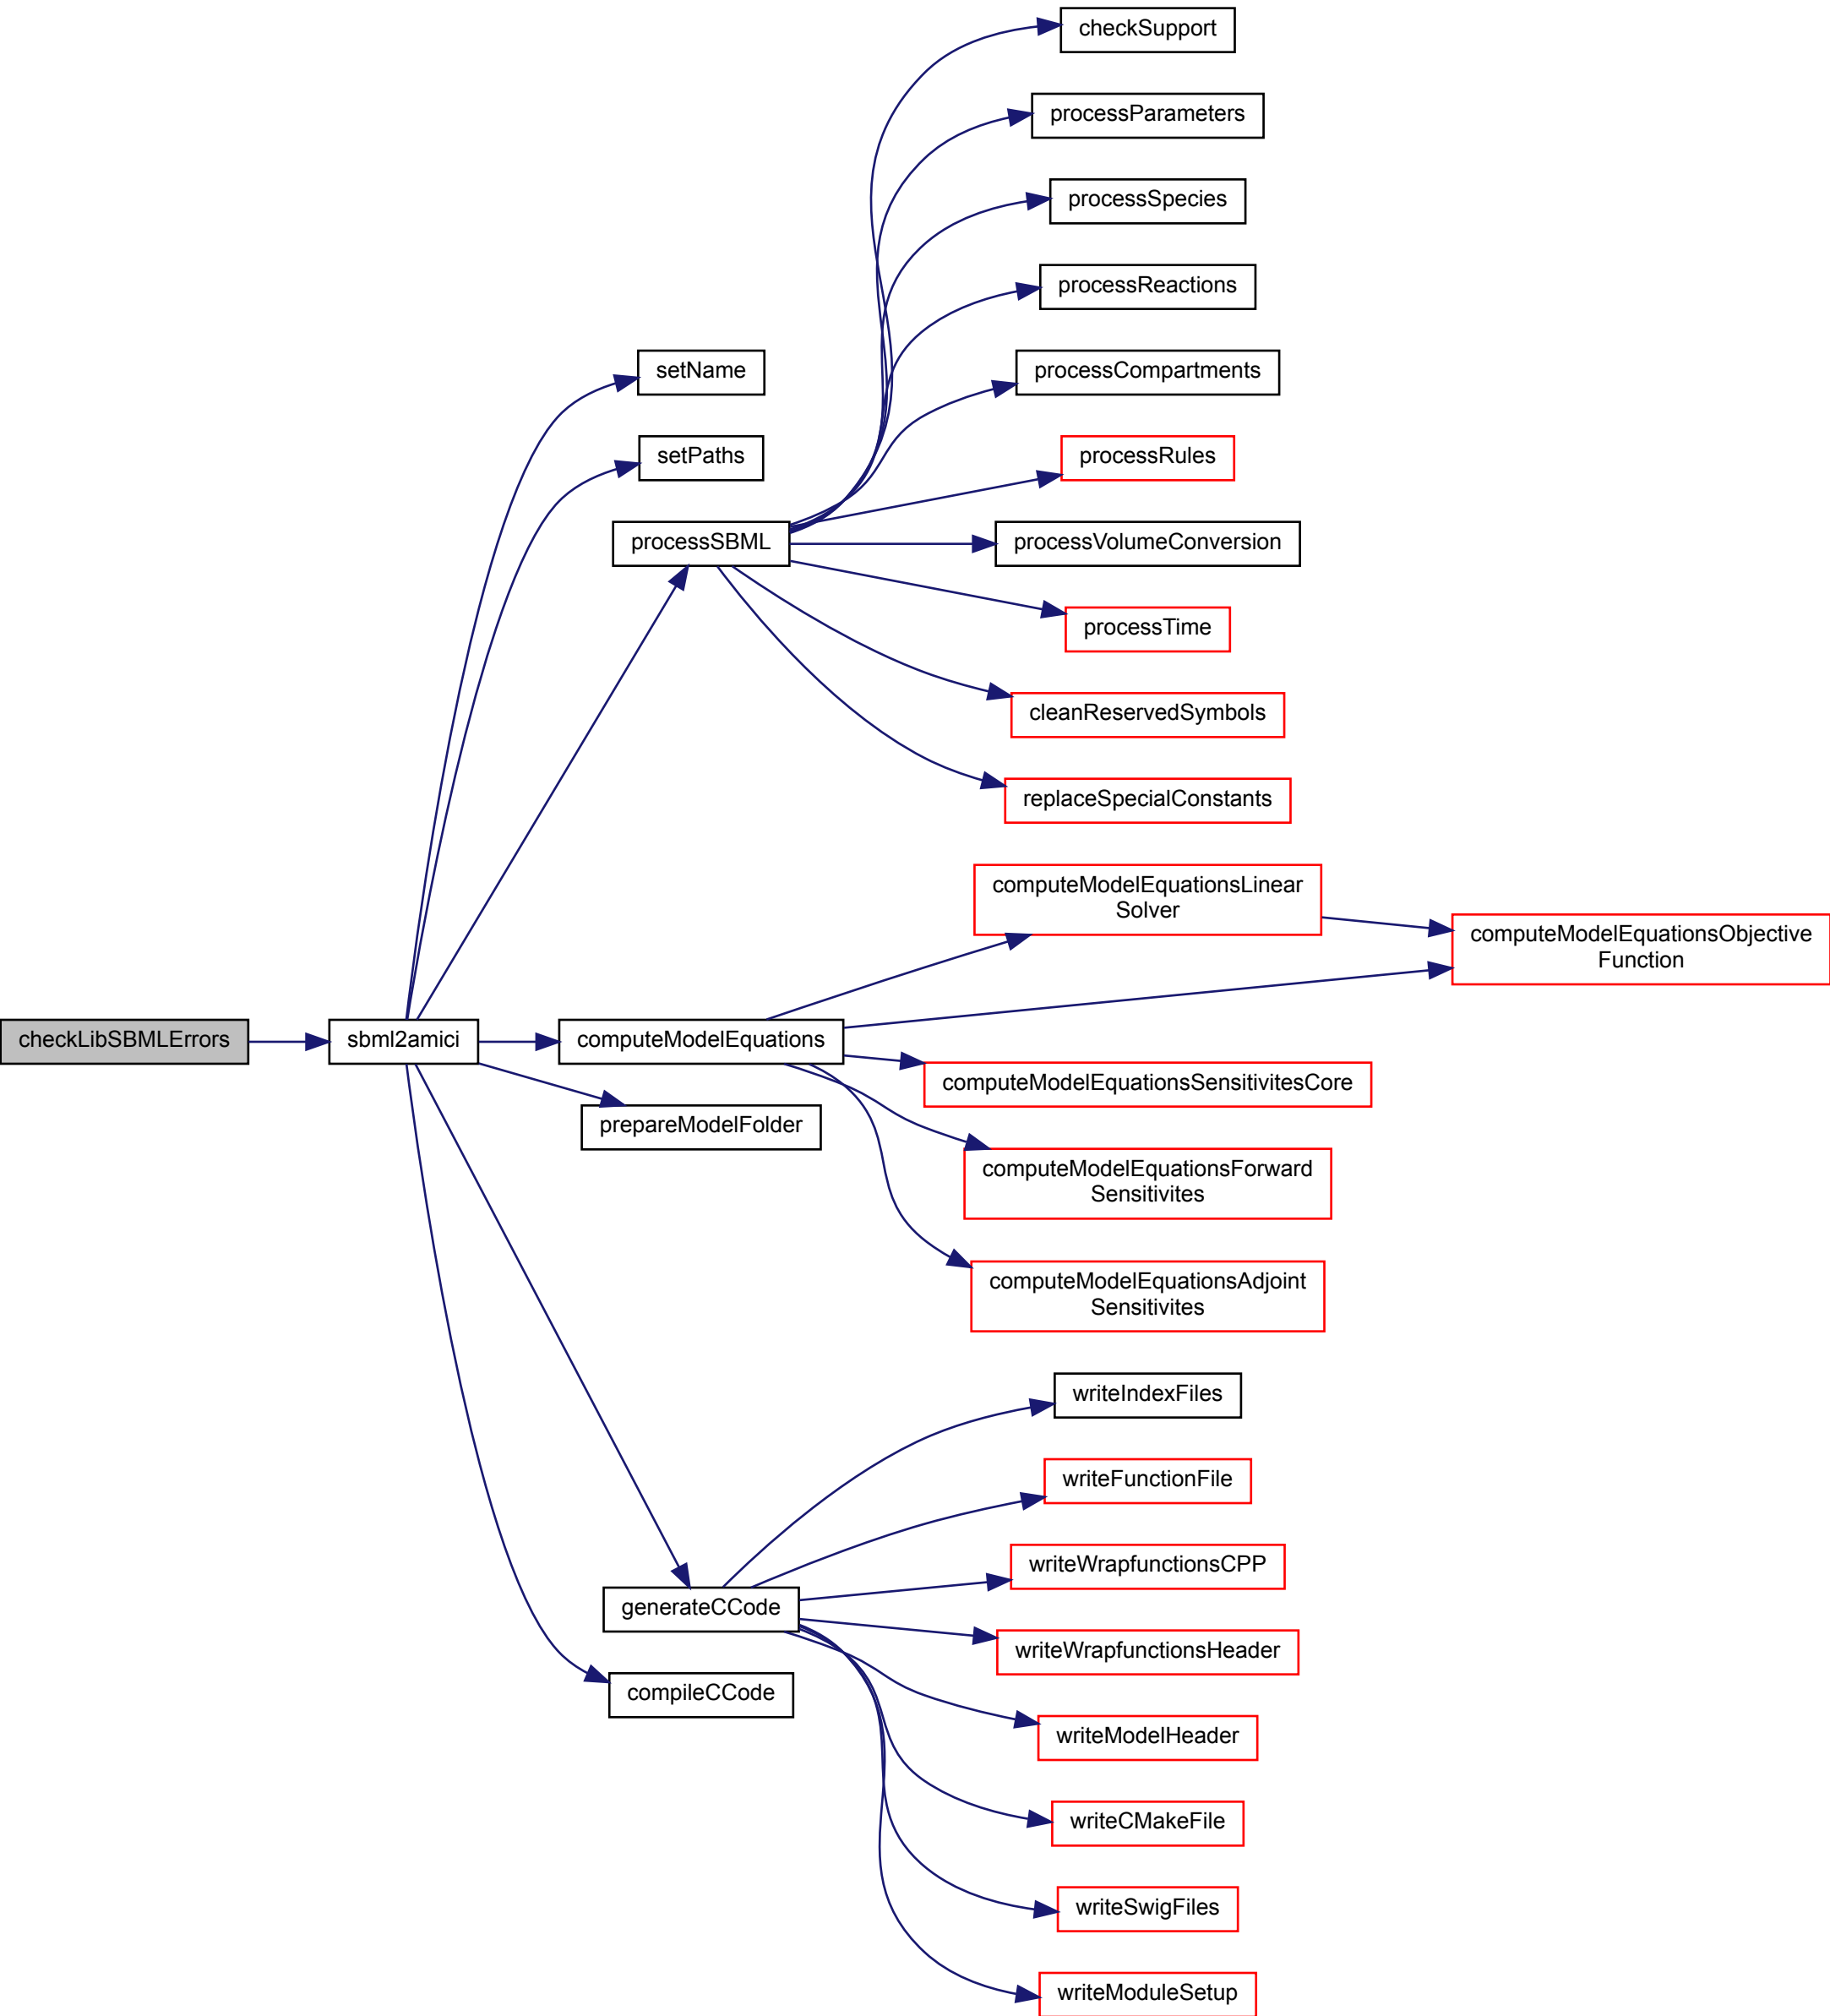 checkSupport
processParameters
processSpecies
processReactions
setName
processCompartments
setPaths
processRules
processSBML
processVolumeConversion
processTime
cleanReservedSymbols
replaceSpecialConstants
computeModelEquationsLinear
Solver
computeModelEquationsObjective
Function
checkLibSBMLErrors
sbml2amici
computeModelEquations
computeModelEquationsSensitivitesCore
prepareModelFolder
computeModelEquationsForward
Sensitivites
computeModelEquationsAdjoint
Sensitivites
writeIndexFiles
writeFunctionFile
writeWrapfunctionsCPP
generateCCode
writeWrapfunctionsHeader
compileCCode
writeModelHeader
writeCMakeFile
writeSwigFiles
writeModuleSetup